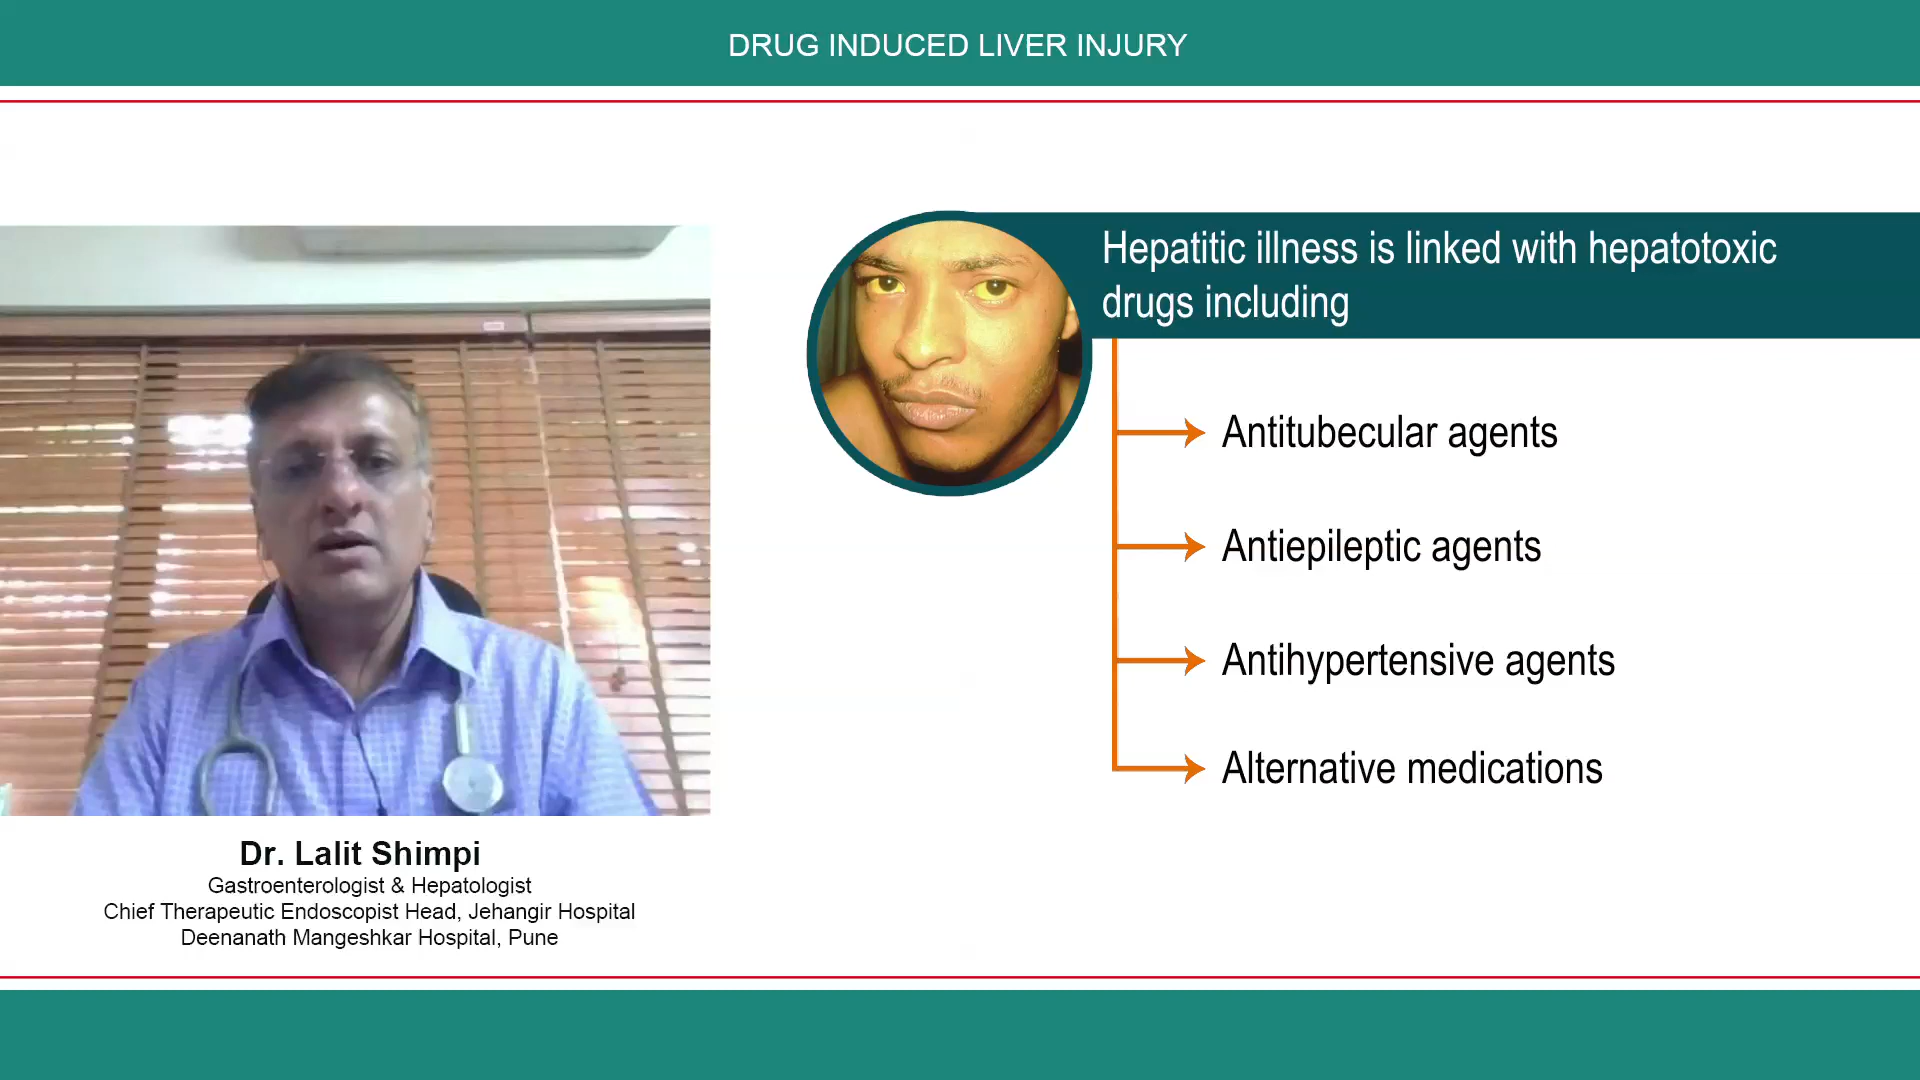 DRUG INDUCED LIVER INJURY
Hepatitic illness is linked with hepatotoxic
drugs including
Antitubecular agents
Antiepileptic agents
Antihypertensive agents
Alternative medications
Dr. Lalit Shimpi
Gastroenterologist & Hepatologist
Chief Therapeutic Endoscopist Head, Jehangir Hospital
Deenanath Mangeshkar Hospital, Pune